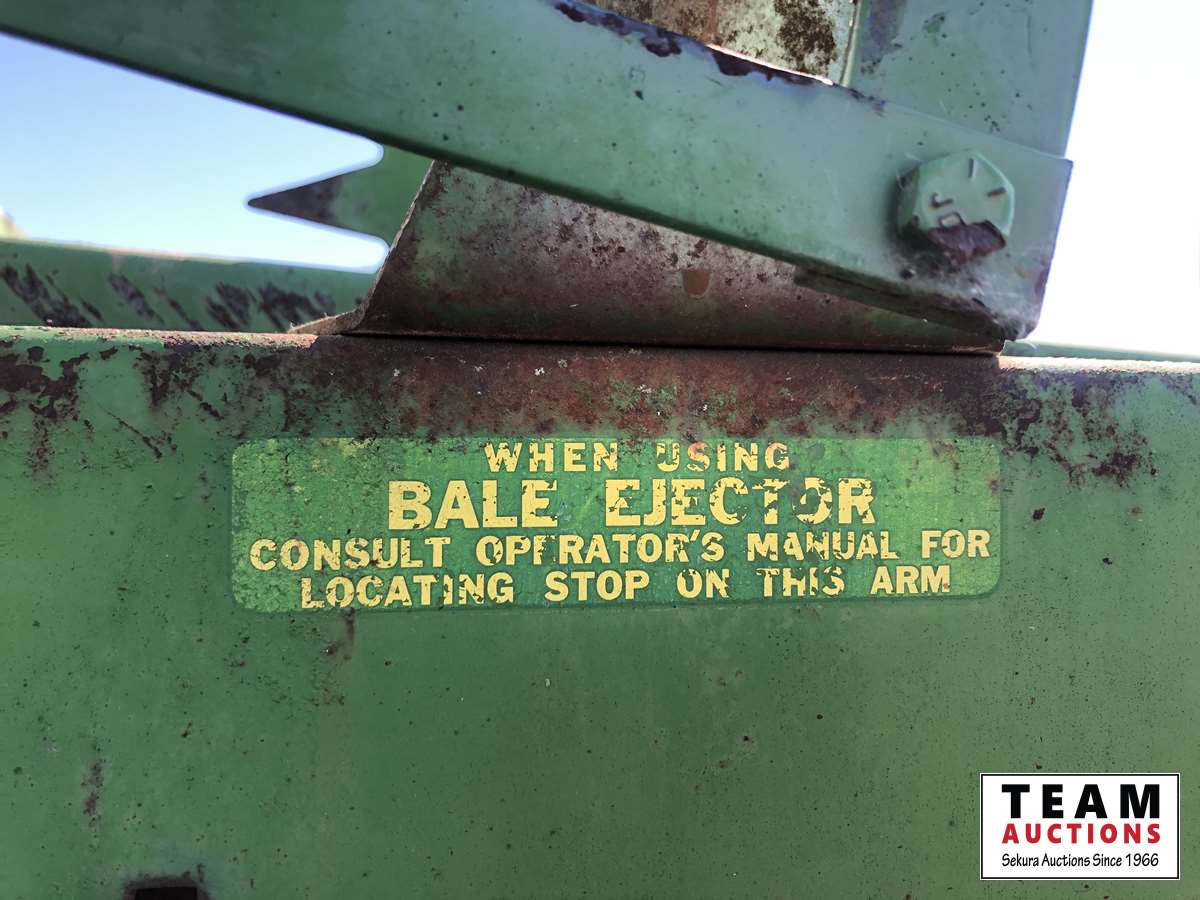 WHEN USING
BALE EJECTOR
CONSULT OPERATOR'S MANUAL FOR
LOCATING STOP ON THIS ARM
TEAM
AUCTIONS
Sekura Auctions Since 1966